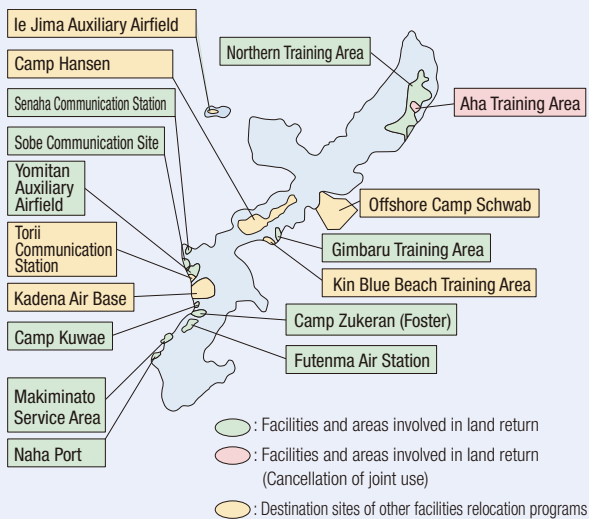 Ie Jima Auxiliary Airfield
Camp Hansen
Senaha Communication Station
Sobe Communication Site
Yomitan
Auxiliary
Airfield
Torii
Communication
Station
Kadena Air Base
Camp Kuwae
Makiminato
Service Area
Naha Port
Northern Training Area
Aha Training Area
Offshore Camp Schwab
Gimbaru Training Area
Kin Blue Beach Training Area
Camp Zukeran (Foster)
Futenma Air Station
: Facilities and areas involved in land return
: Facilities and areas involved in land return
(Cancellation of joint use)
: Destination sites of other facilities relocation programs